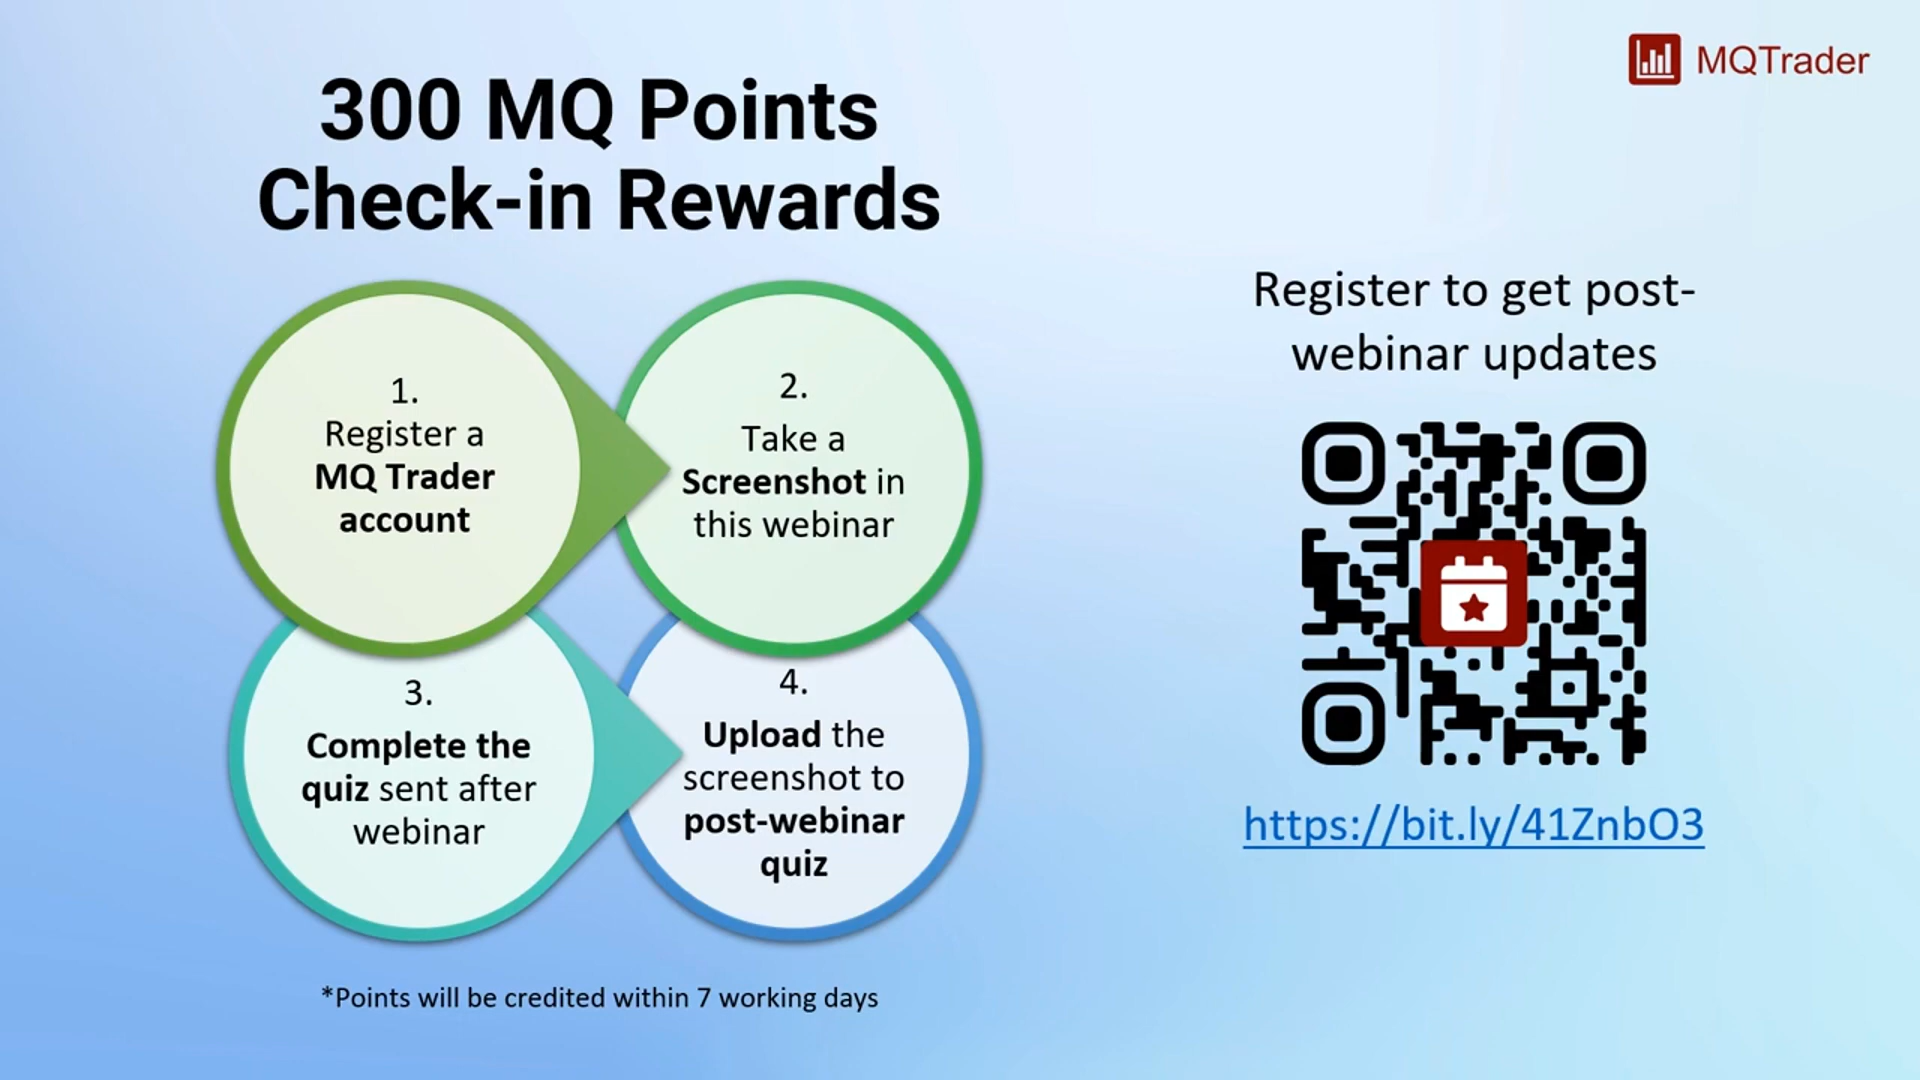 MQTrader
300 MQ Points
Check-in Rewards
1.
Register a
MQ Trader
account
2.
Take a
Screenshot in
this webinar
3.
Complete the
quiz sent after
webinar
4.
Upload the
screenshot to
post-webinar
quiz
*Points will be credited within 7 working days
Register to get post-
webinar updates
https://bit.ly/41ZnbO3